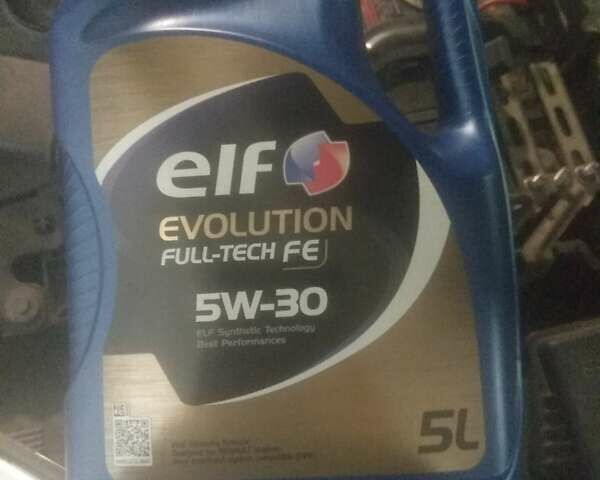 elf
EVOLUTION
FULL-TECH FE
5W-30
ELF Synthetic Technology
Best Performances
5L